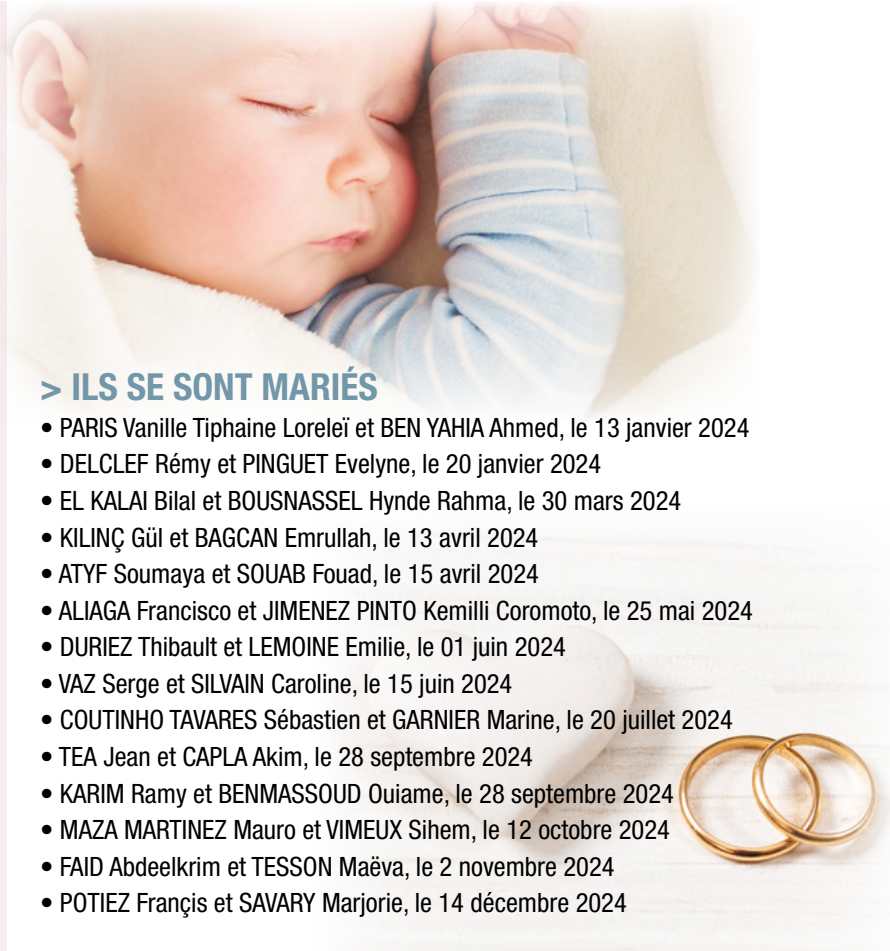 > ILS SE SONT MARIÉS
• PARIS Vanille Tiphaine Loreleï et BEN YAHIA Ahmed, le 13 janvier 2024
• DELCLEF Rémy et PINGUET Evelyne, le 20 janvier 2024
• EL KALAI Bilal et BOUSNASSEL Hynde Rahma, le 30 mars 2024
• KILINÇ Gül et BAGCAN Emrullah, le 13 avril 2024
• ATYF Soumaya et SOUAB Fouad, le 15 avril 2024
• ALIAGA Francisco et JIMENEZ PINTO Kemilli Coromoto, le 25 mai 2024
• DURIEZ Thibault et LEMOINE Emilie, le 01 juin 2024
• VAZ Serge et SILVAIN Caroline, le 15 juin 2024
• COUTINHO TAVARES Sébastien et GARNIER Marine, le 20 juillet 2024
• TEA Jean et CAPLA Akim, le 28 septembre 2024
• KARIM Ramy et BENMASSOUD Ouiame, le 28 septembre 2024
• MAZA MARTINEZ Mauro et VIMEUX Sihem, le 12 octobre 2024
• FAID Abdeelkrim et TESSON Maëva, le 2 novembre 2024
• POTIEZ Françis et SAVARY Marjorie, le 14 décembre 2024